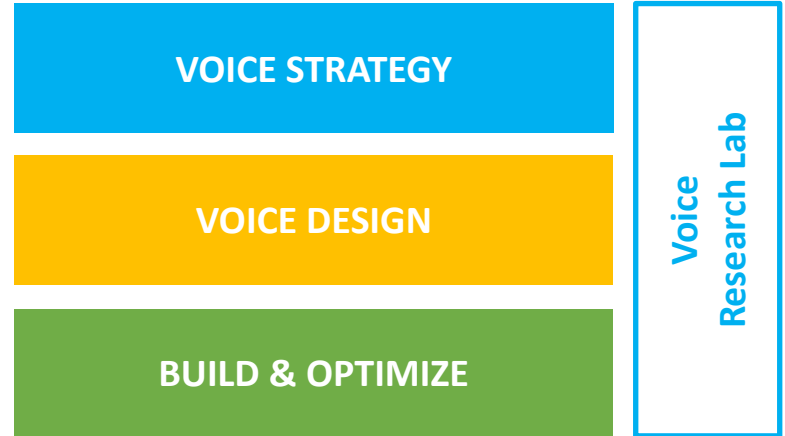 VOICE STRATEGY
VOICE DESIGN
BUILD & OPTIMIZE
Voice
Research Lab